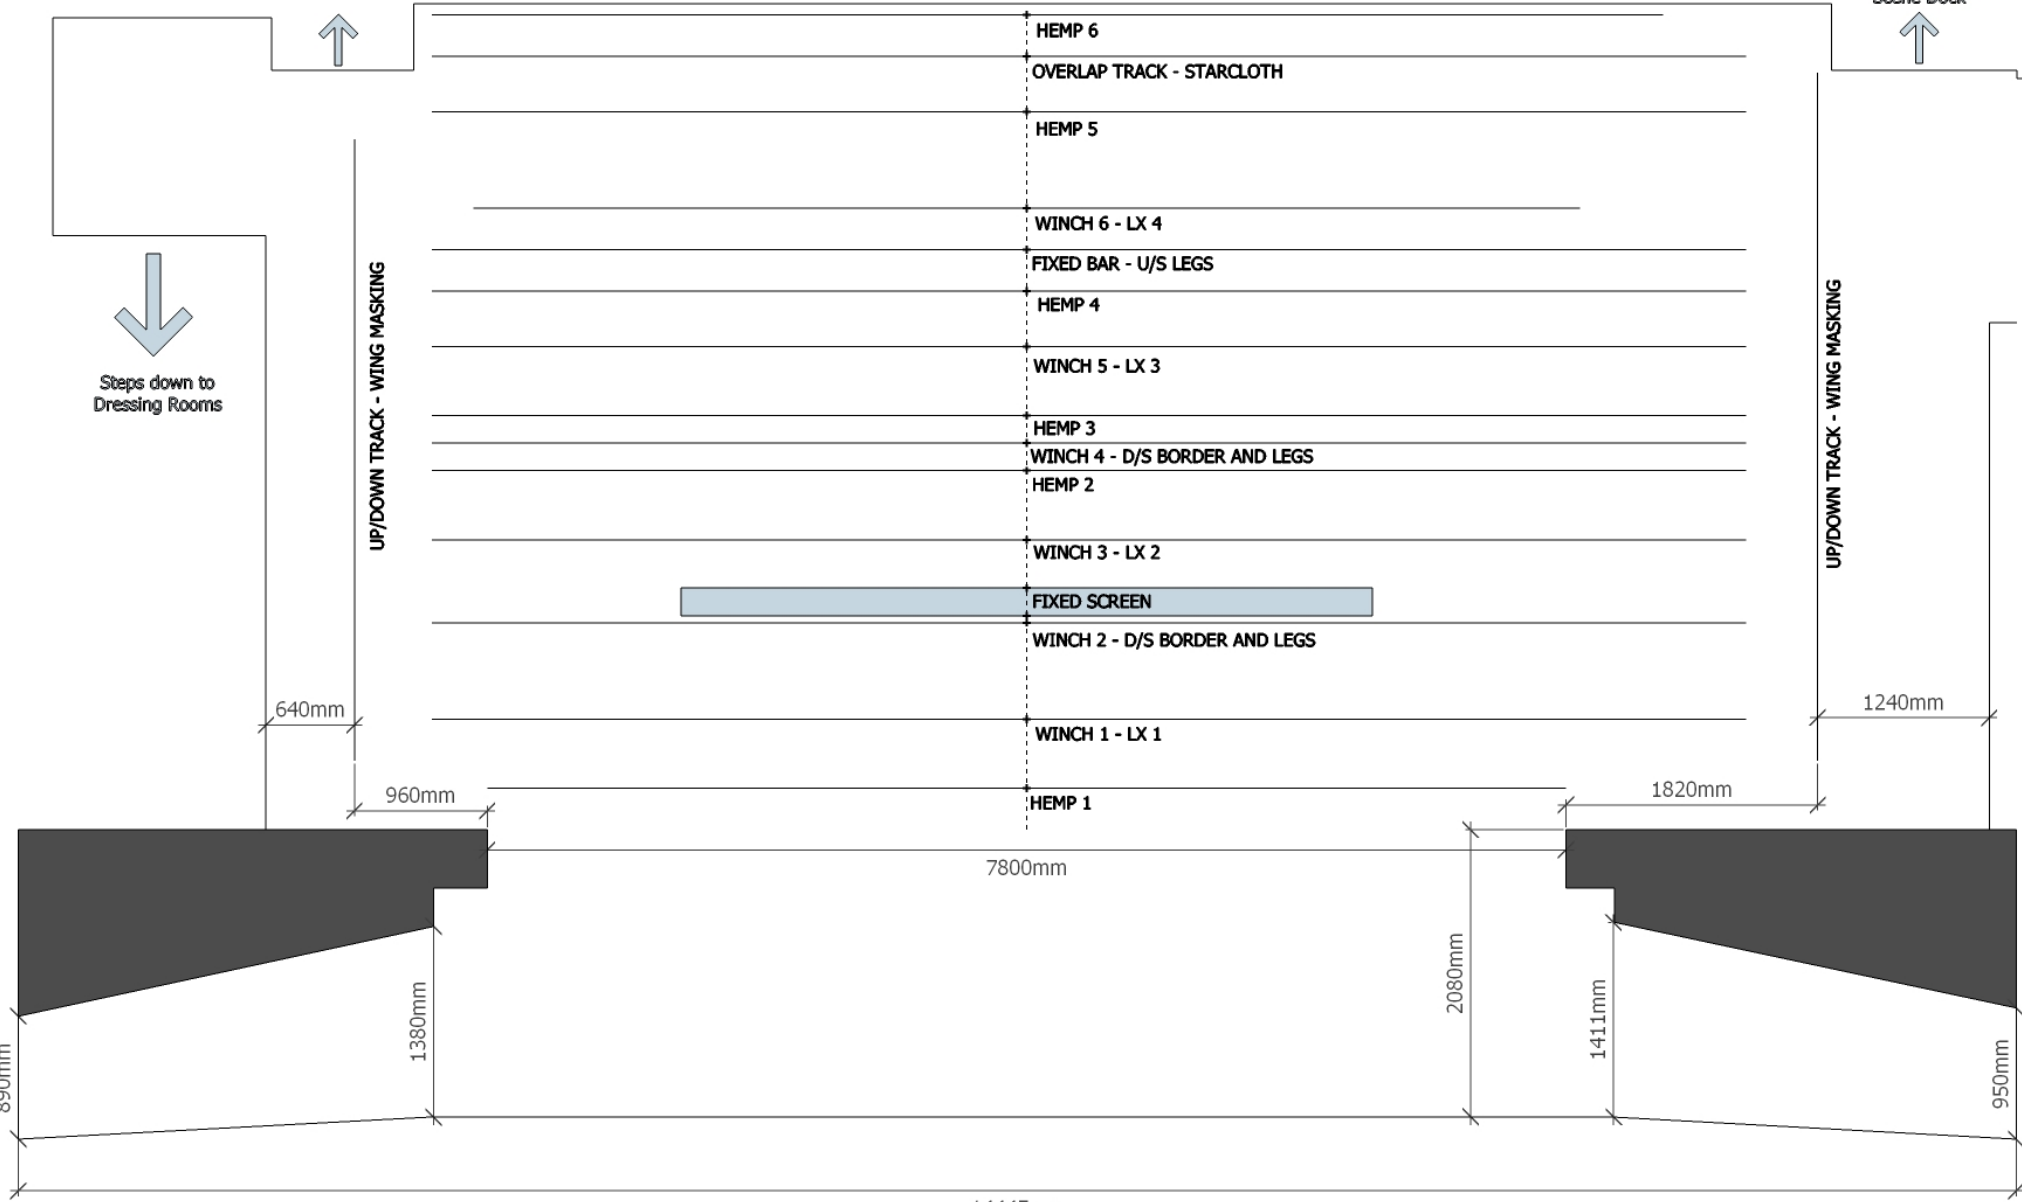 Scene Dock
HEMP 6
OVERLAP TRACK - STARCLOTH
HEMP 5
WINCH 6 - LX 4
FIXED BAR - U/S LEGS
HEMP 4
WINCH 5 - LX 3
HEMP 3
WINCH 4 - D/S BORDER AND LEGS
HEMP 2
WINCH 3 - LX 2
FIXED SCREEN
WINCH 2 - D/S BORDER AND LEGS
WINCH 1 - LX 1
HEMP 1
UP/DOWN TRACK - WING MASKING
UP/DOWN TRACK - WING MASKING
Steps down to
Dressing Rooms
640mm
1240mm
960mm
1820mm
7800mm
2080mm
1380mm
1411mm
890mm
950mm